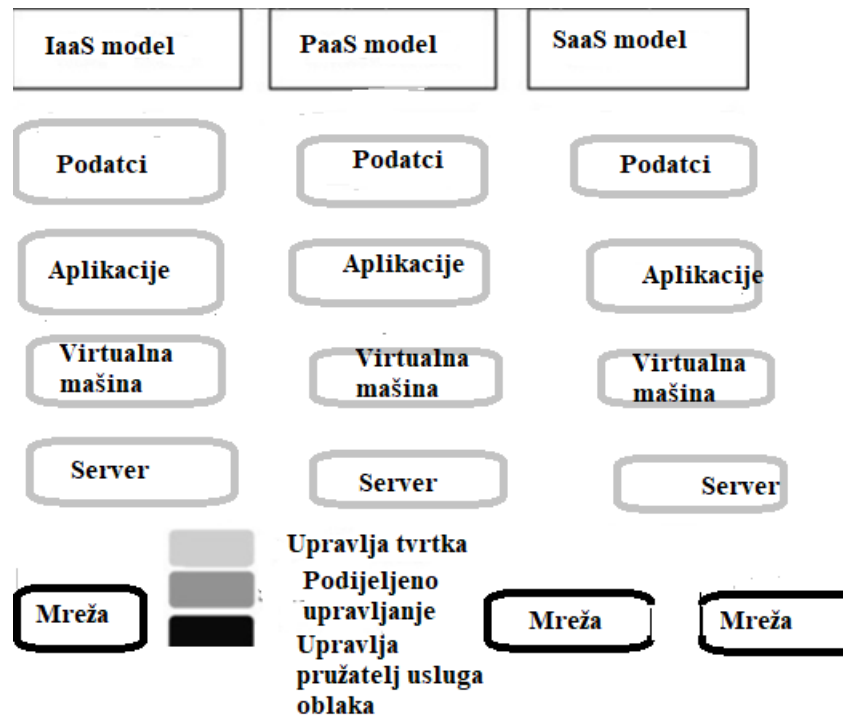 IaaS model
PaaS model
SaaS model
Podatci
Podatci
Podatci
Aplikacije
Aplikacije
Aplikacije
Virtualna
mašina
Virtualna
mašina
Virtualna
mašina
Server
Server
Server
Upravlja tvrtka
Podijeljeno
upravljanje
Upravlja
pružatelj usluga
oblaka
Mreža
Mreža
Mreža